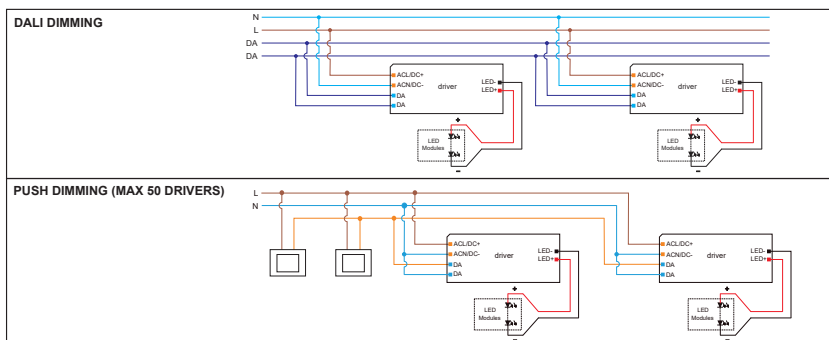 DALI DIMMING
N
L
DA
DA
ACL/DC+
ACN/DC-
DA
DA
driver
LED-
LED+
+
LED
Modules
-
ACL/DC+
ACN/DC-
DA
DA
driver
LED-
LED+
+
LED
Modules
-
PUSH DIMMING (MAX 50 DRIVERS)
L
N
ACL/DC+
ACN/DC-
DA
DA
driver
LED-
LED+
+
LED
Modules
-
ACL/DC+
ACN/DC-
DA
DA
driver
LED-
LED+
+
LED
Modules
-